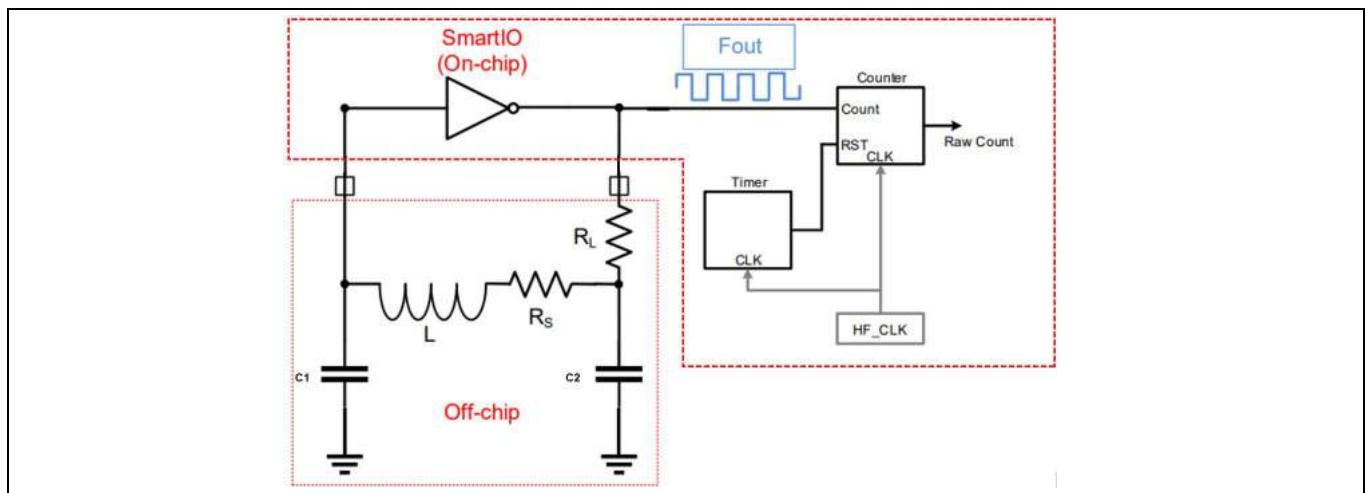 SmartIO
(On-chip)
Fout
Counter
Count
RST
CLK
Raw Count
Timer
CLK
HF_CLK
RL
L
RS
C1
C2
Off-chip